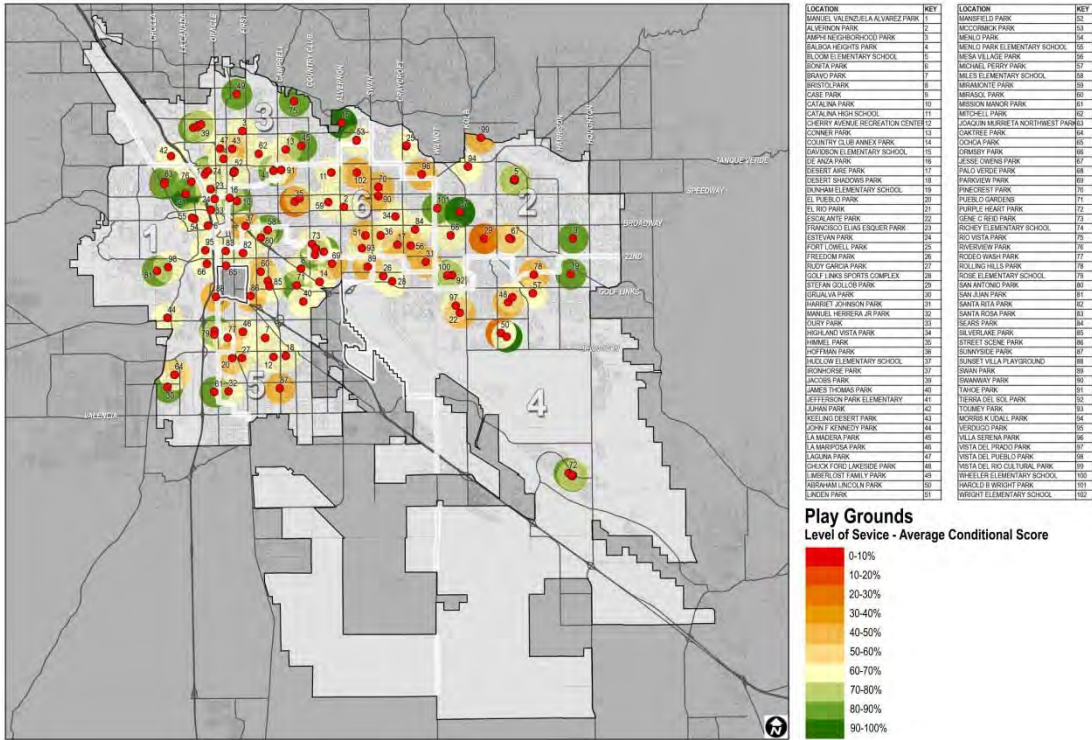 LOCATION KEY
MANUEL VALENZUELA ALVAREZ PARK 1
ALVERNON PARK 2
AMPHI NEIGHBORHOOD PARK 3
BALBOA HEIGHTS PARK 4
BLOOM ELEMENTARY SCHOOL 5
BONITA PARK 6
BRAVO PARK 7
BRISTOLPARK 8
CASE PARK 9
CATALINA PARK 10
CATALINA HIGH SCHOOL 11
CHERRY AVENUE RECREATION CENTER 12
CONNER PARK 13
COUNTRY CLUB ANNEX PARK 14
DAVIDSON ELEMENTARY SCHOOL 15
DE ANZA PARK 16
DESERT AIRE PARK 17
DESERT SHADOWS PARK 18
DUNHAM ELEMENTARY SCHOOL 19
EL PUEBLO PARK 20
EL RIO PARK 21
ESCALANTE PARK 22
FRANCISCO ELIAS ESQUER PARK 23
ESTEVAN PARK 24
FORT LOWELL PARK 25
FREEDOM PARK 26
RUDY GARCIA PARK 27
GOLF LINKS SPORTS COMPLEX 28
STEFAN GOLLOB PARK 29
GRIJALVA PARK 30
HARRIET JOHNSON PARK 31
MANUEL HERRERA JR PARK 32
OURY PARK 33
HIGHLAND VISTA PARK 34
HIMMEL PARK 35
HOFFMAN PARK 36
HUDLOW ELEMENTARY SCHOOL 37
IRONHORSE PARK 37
JACOBS PARK 39
JAMES THOMAS PARK 40
JEFFERSON PARK ELEMENTARY 41
JUHAN PARK 42
KEELING DESERT PARK 43
JOHN F KENNEDY PARK 44
LA MADERA PARK 45
LA MARIPOSA PARK 46
LAGUNA PARK 47
CHUCK FORD LAKESIDE PARK 48
LIMBERLOST FAMILY PARK 49
ABRAHAM LINCOLN PARK 50
LINDEN PARK 51
LOCATION KEY
MANSFIELD PARK 52
MCCORMICK PARK 53
MENLO PARK 54
MENLO PARK ELEMENTARY SCHOOL 55
MESA VILLAGE PARK 56
MICHAEL PERRY PARK 57
MILES ELEMENTARY SCHOOL 58
MIRAMONTE PARK 59
MIRASOL PARK 60
MISSION MANOR PARK 61
MITCHELL PARK 62
JOAQUIN MURRIETA NORTHWEST PARK 63
OAKTREE PARK 64
OCHOA PARK 65
ORMSBY PARK 66
JESSE OWENS PARK 67
PALO VERDE PARK 68
PARKVIEW PARK 69
PINECREST PARK 70
PUEBLO GARDENS 71
PURPLE HEART PARK 72
GENE C REID PARK 73
RICHEY ELEMENTARY SCHOOL 74
RIO VISTA PARK 75
RIVERVIEW PARK 76
RODEO WASH PARK 77
ROLLING HILLS PARK 78
ROSE ELEMENTARY SCHOOL 79
SAN ANTONIO PARK 80
SAN JUAN PARK 81
SANTA RITA PARK 82
SANTA ROSA PARK 83
SEARS PARK 84
SILVERLAKE PARK 85
STREET SCENE PARK 86
SUNNYSIDE PARK 87
SUNSET VILLA PLAYGROUND 88
SWAN PARK 89
SWANWAY PARK 90
TAHOE PARK 91
TIERRA DEL SOL PARK 92
TOUMEY PARK 93
MORRIS K UDALL PARK 94
VERDUGO PARK 95
VILLA SERENA PARK 96
VISTA DEL PRADO PARK 97
VISTA DEL PUEBLO PARK 98
VISTA DEL RIO CULTURAL PARK 99
WHEELER ELEMENTARY SCHOOL 100
HAROLD B WRIGHT PARK 101
WRIGHT ELEMENTARY SCHOOL 102
Play Grounds
Level of Sevice - Average Conditional Score
0-10%
10-20%
20-30%
30-40%
40-50%
50-60%
60-70%
70-80%
80-90%
90-100%
CHOLLA
LA CANADA
ORACLE
FIRST
CAMPBELL
COUNTRY CLUB
ALVERNON
SWAN
CRAYCROFT
WILMOT
KOLB
HARRISON
HOUGHTON
TANQUE VERDE
SPEEDWAY
BROADWAY
22ND
GOLF LINKS
VALENCIA
1
2
3
4
5
6
N